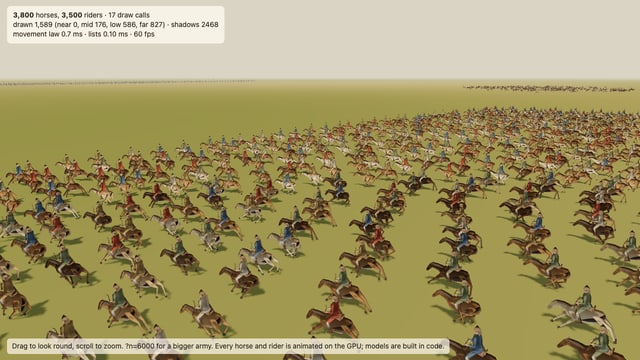 3,800 horses, 3,500 riders · 17 draw calls
drawn 1,589 (near 0, mid 176, low 586, far 827) · shadows 2468
movement law 0.7 ms · lists 0.10 ms · 60 fps
Drag to look round, scroll to zoom. ?n=6000 for a bigger army. Every horse and rider is animated on the GPU; models are built in code.